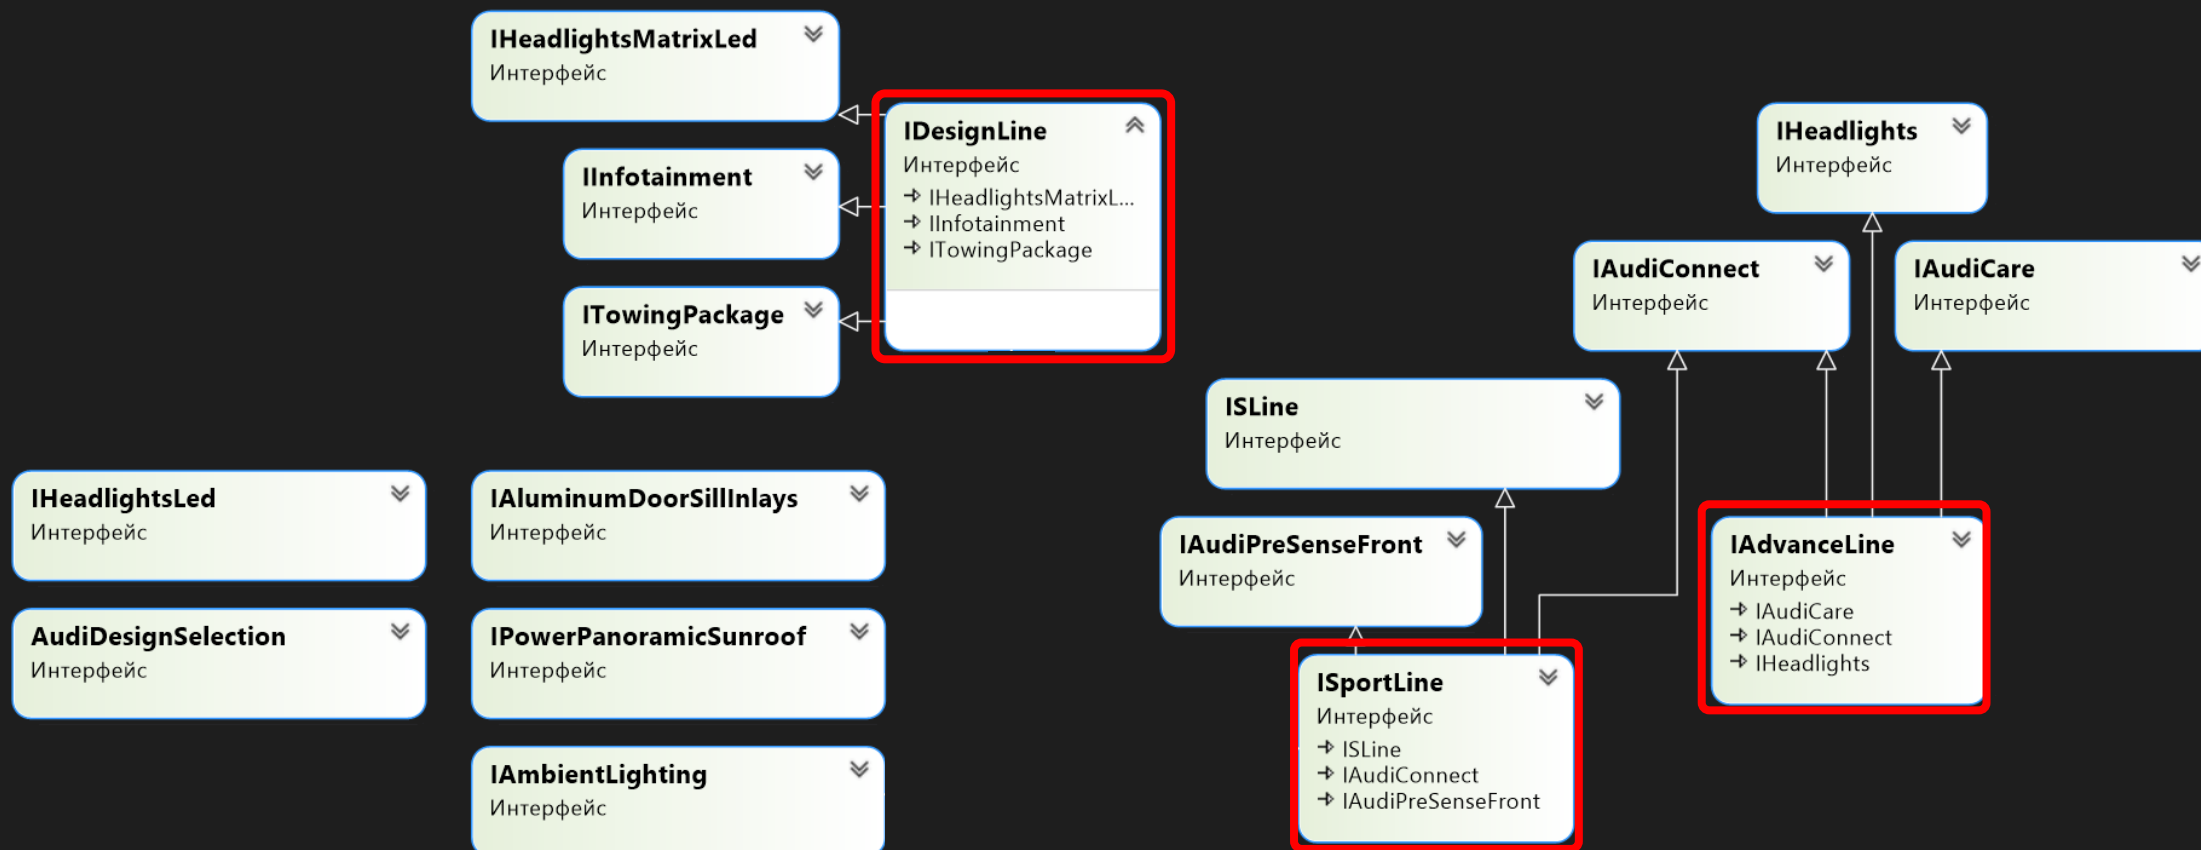 IHeadlightsMatrixLed
Интерфейс
IInfotainment
Интерфейс
ITowingPackage
Интерфейс
IDesignLine
Интерфейс
IHeadlightsMatrixL...
IInfotainment
ITowingPackage
IHeadlights
Интерфейс
IAudiConnect
Интерфейс
IAudiCare
Интерфейс
ISLine
Интерфейс
IHeadlightsLed
Интерфейс
IAluminumDoorSillInlays
Интерфейс
IAudiPreSenseFront
Интерфейс
IAdvanceLine
Интерфейс
IAudiCare
IAudiConnect
IHeadlights
AudiDesignSelection
Интерфейс
IPowerPanoramicSunroof
Интерфейс
ISportLine
Интерфейс
ISLine
IAudiConnect
IAudiPreSenseFront
IAmbientLighting
Интерфейс